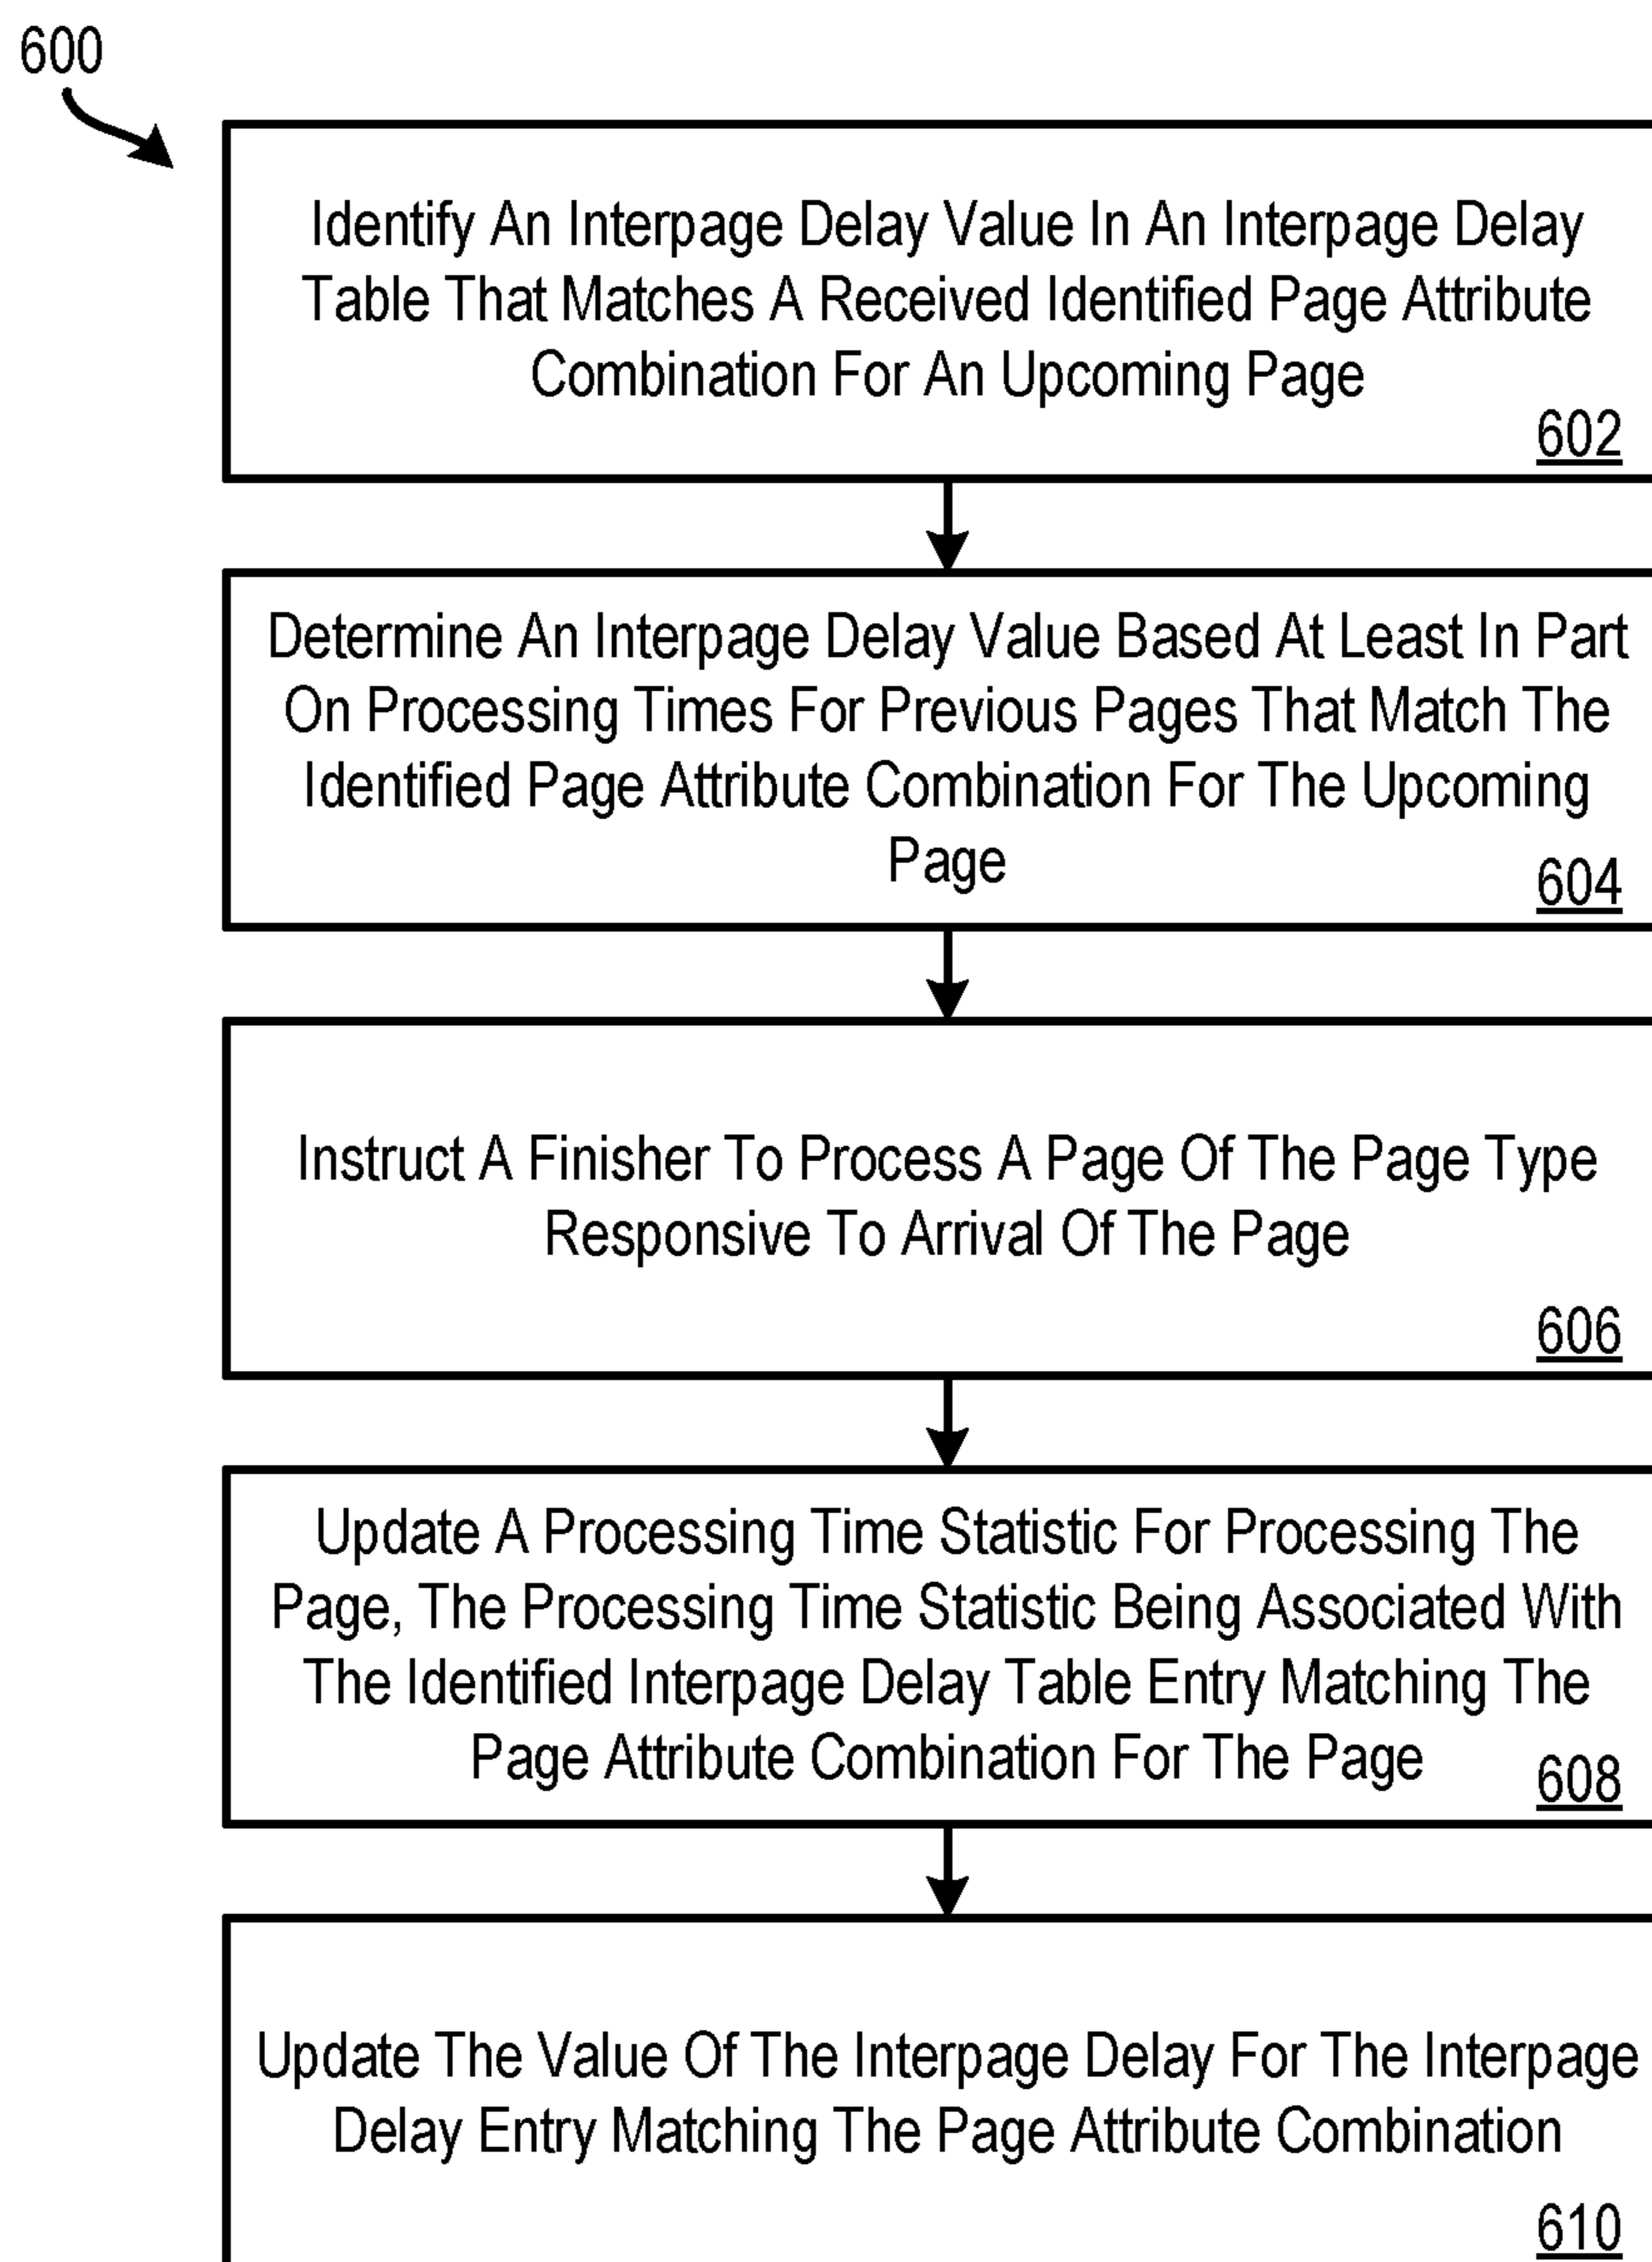 600
Identify An Interpage Delay Value In An Interpage Delay
Table That Matches A Received Identified Page Attribute
Combination For An Upcoming Page
602
Determine An Interpage Delay Value Based At Least In Part
On Processing Times For Previous Pages That Match The
Identified Page Attribute Combination For The Upcoming
Page
604
Instruct A Finisher To Process A Page Of The Page Type
Responsive To Arrival Of The Page
606
Update A Processing Time Statistic For Processing The
Page, The Processing Time Statistic Being Associated With
The Identified Interpage Delay Table Entry Matching The
Page Attribute Combination For The Page
608
Update The Value Of The Interpage Delay For The Interpage
Delay Entry Matching The Page Attribute Combination
610